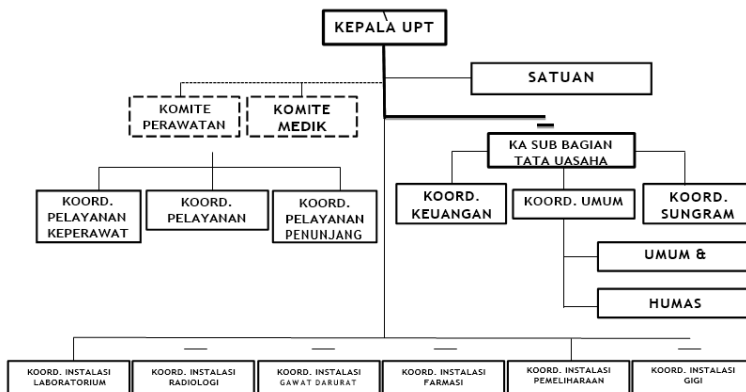 KEPALA UPT
SATUAN
KOMITE
PERAWATAN
KOMITE
MEDIK
KA SUB BAGIAN
TATA UASAHA
KOORD.
PELAYANAN
KEPERAWAT
KOORD.
PELAYANAN
KOORD.
PELAYANAN
PENUNJANG
KOORD.
KEUANGAN
KOORD. UMUM
KOORD.
SUNGRAM
UMUM &
HUMAS
KOORD. INSTALASI
LABORATORIUM
KOORD. INSTALASI
RADIOLOGI
KOORD. INSTALASI
GAWAT DARURAT
KOORD. INSTALASI
FARMASI
KOORD. INSTALASI
PEMELIHARAAN
KOORD. INSTALASI
GIGI